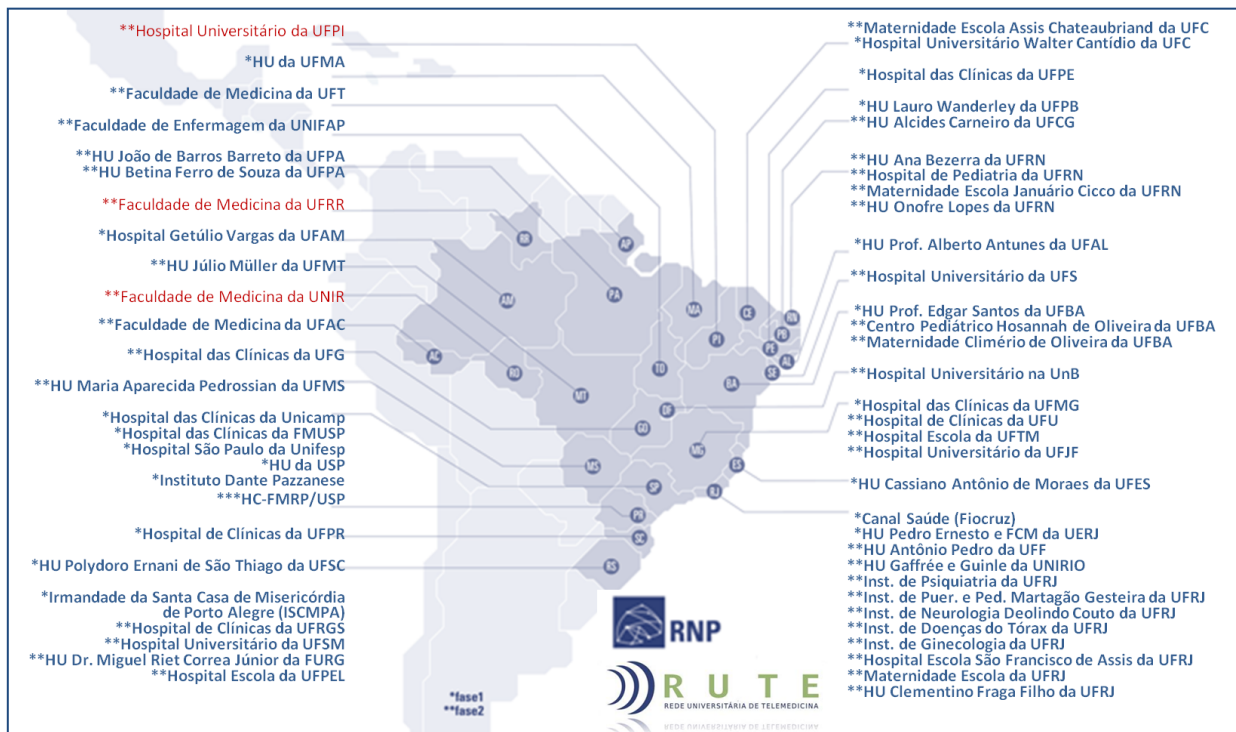 **Hospital Universitário da UFPI
*HU da UFMA
**Faculdade de Medicina da UFT
**Faculdade de Enfermagem da UNIFAP
**HU João de Barros Barreto da UFPA
**HU Betina Ferro de Souza da UFPA
**Faculdade de Medicina da UFRR
*Hospital Getúlio Vargas da UFAM
**HU Júlio Müller da UFMT
**Faculdade de Medicina da UNIR
**Faculdade de Medicina da UFAC
**Hospital das Clínicas da UFG
**HU Maria Aparecida Pedrossian da UFMS
*Hospital das Clínicas da Unicamp
*Hospital das Clínicas da FMUSP
*Hospital São Paulo da Unifesp
*HU da USP
*Instituto Dante Pazzanese
***HC-FMRP/USP
*Hospital de Clínicas da UFPR
*HU Polydoro Ernani de São Thiago da UFSC
*Irmandade da Santa Casa de Misericórdia
de Porto Alegre (ISCMPA)
**Hospital de Clínicas da UFRGS
**Hospital Universitário da UFSM
**HU Dr. Miguel Riet Correa Júnior da FURG
**Hospital Escola da UFPEL
*fase1
**fase2
RR
AP
AM
PA
MA
CE
RN
PB
PI
PE
AL
AC
RO
TO
SE
BA
MT
DF
GO
MG
ES
MS
SP
RJ
PR
SC
RS
RNP
RUTE
REDE UNIVERSITÁRIA DE TELEMEDICINA
**Maternidade Escola Assis Chateaubriand da UFC
*Hospital Universitário Walter Cantídio da UFC
*Hospital das Clínicas da UFPE
*HU Lauro Wanderley da UFPB
**HU Alcides Carneiro da UFCG
**HU Ana Bezerra da UFRN
**Hospital de Pediatria da UFRN
**Maternidade Escola Januário Cicco da UFRN
**HU Onofre Lopes da UFRN
*HU Prof. Alberto Antunes da UFAL
**Hospital Universitário da UFS
*HU Prof. Edgar Santos da UFBA
**Centro Pediátrico Hosannah de Oliveira da UFBA
**Maternidade Climério de Oliveira da UFBA
**Hospital Universitário na UnB
*Hospital das Clínicas da UFMG
**Hospital de Clínicas da UFU
**Hospital Escola da UFTM
**Hospital Universitário da UFJF
*HU Cassiano Antônio de Moraes da UFES
*Canal Saúde (Fiocruz)
*HU Pedro Ernesto e FCM da UERJ
**HU Antônio Pedro da UFF
**HU Gaffrée e Guinle da UNIRIO
**Inst. de Psiquiatria da UFRJ
**Inst. de Puer. e Ped. Martagão Gesteira da UFRJ
**Inst. de Neurologia Deolindo Couto da UFRJ
**Inst. de Doenças do Tórax da UFRJ
**Inst. de Ginecologia da UFRJ
**Hospital Escola São Francisco de Assis da UFRJ
**Maternidade Escola da UFRJ
**HU Clementino Fraga Filho da UFRJ